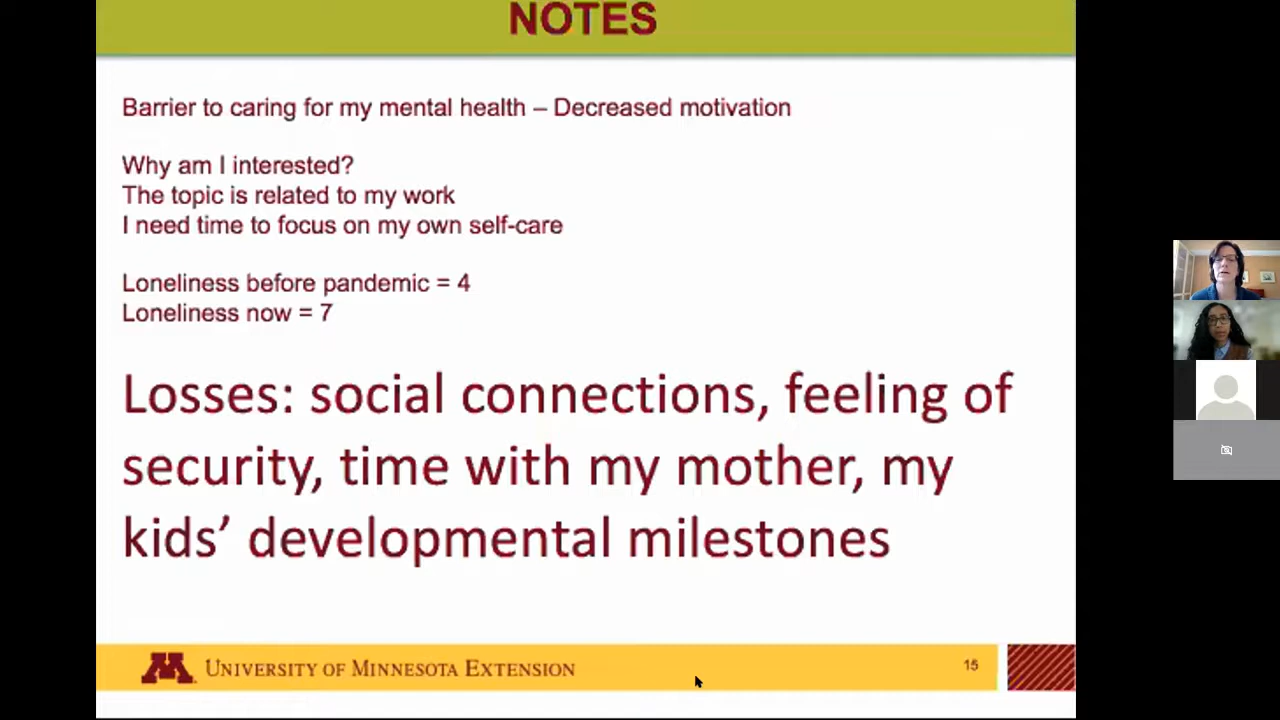 NOTES
Barrier to caring for my mental health – Decreased motivation
Why am I interested?
The topic is related to my work
I need time to focus on my own self-care
Loneliness before pandemic = 4
Loneliness now = 7
Losses: social connections, feeling of
security, time with my mother, my
kids’ developmental milestones
M UNIVERSITY OF MINNESOTA EXTENSION
15